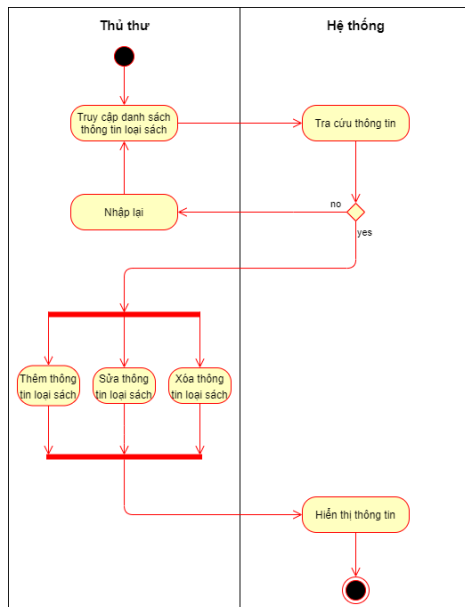 Thủ thư
Hệ thống
Truy cập danh sách
thông tin loại sách
Tra cứu thông tin
Nhập lại
no
yes
Thêm thông
tin loại sách
Sửa thông
tin loại sách
Xóa thông
tin loại sách
Hiển thị thông tin